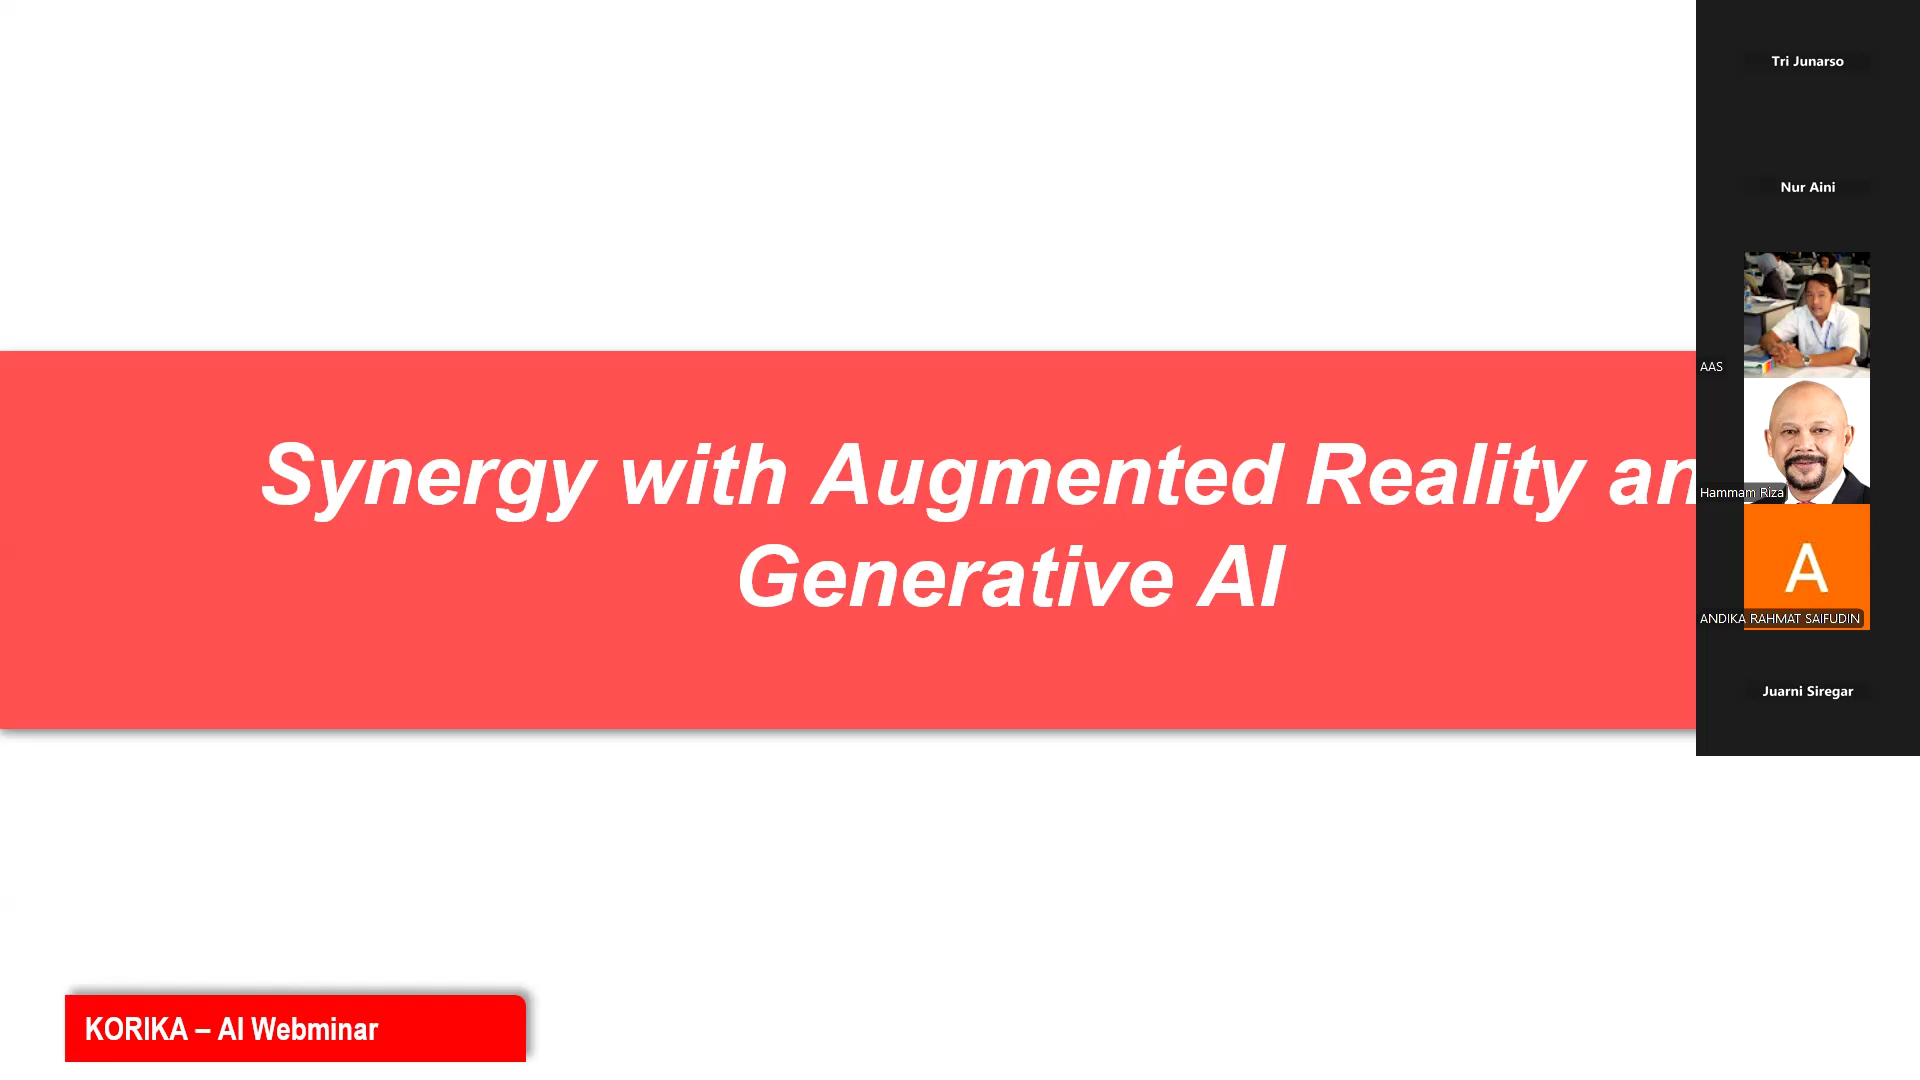 Synergy with Augmented Reality an
Generative AI
KORIKA – AI Webminar
Tri Junarso
Nur Aini
AAS
Hammam Riza
A
ANDIKA RAHMAT SAIFUDIN
Juarni Siregar